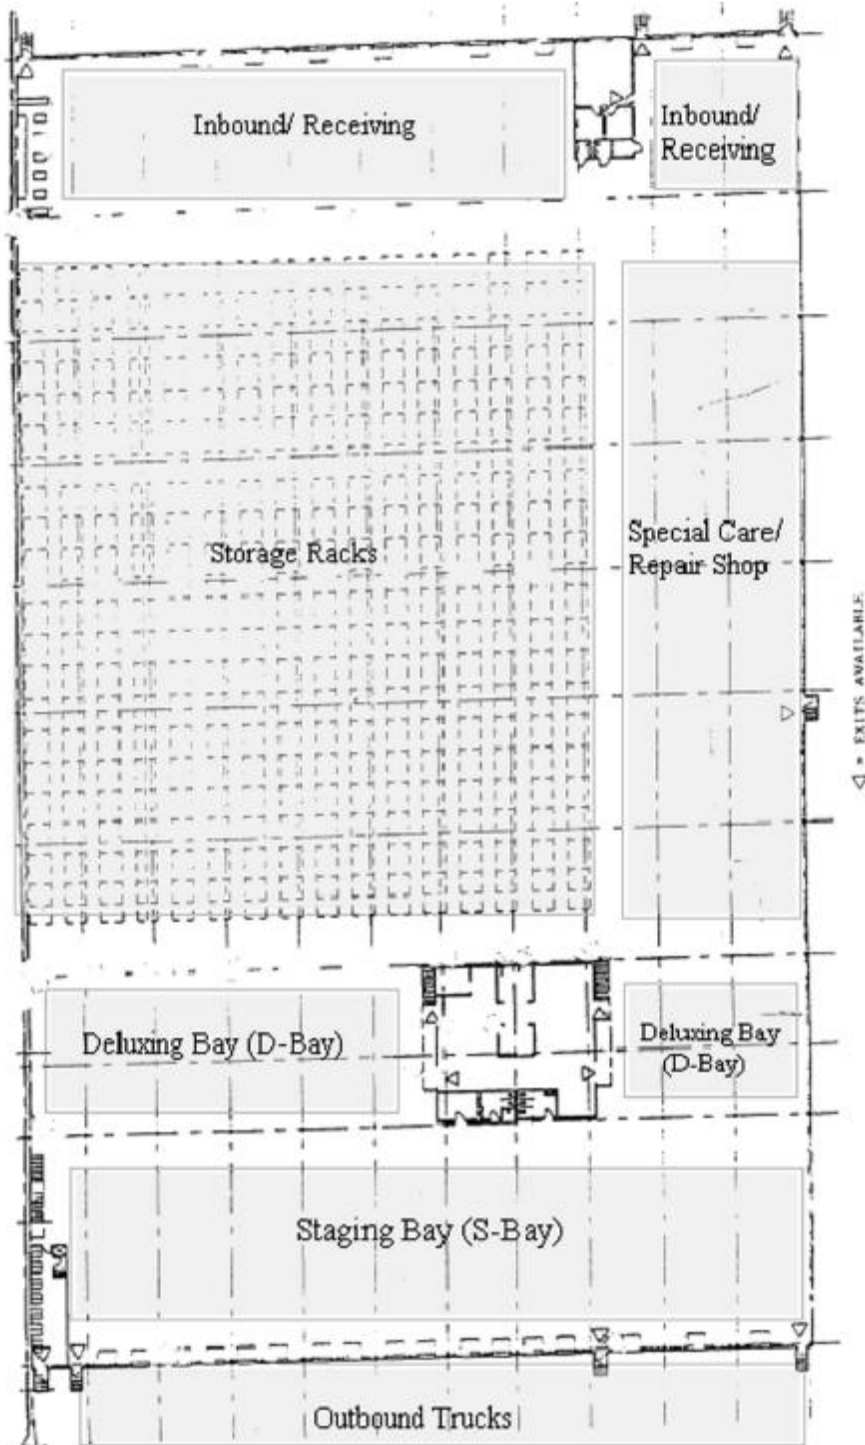 Inbound/ Receiving
Inbound/
Receiving
Storage Racks
Special Care/
Repair Shop
◁ = EXITS AVAILABLE
Deluxing Bay (D-Bay)
Deluxing Bay
(D-Bay)
Staging Bay (S-Bay)
Outbound Trucks